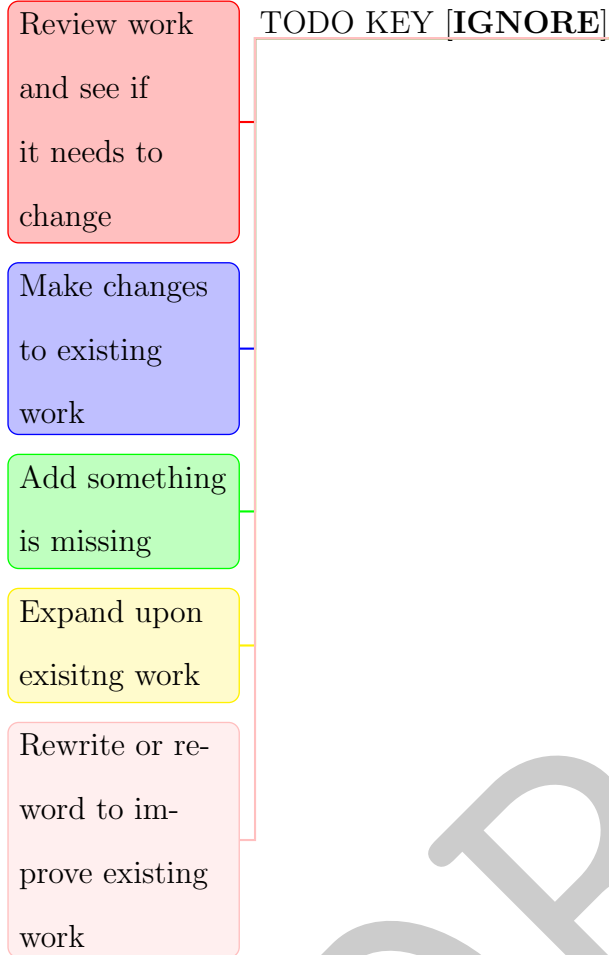 Review work
and see if
it needs to
change
TODO KEY [IGNORE]
Make changes
to existing
work
Add something
is missing
Expand upon
exisitng work
Rewrite or re-
word to im-
prove existing
work